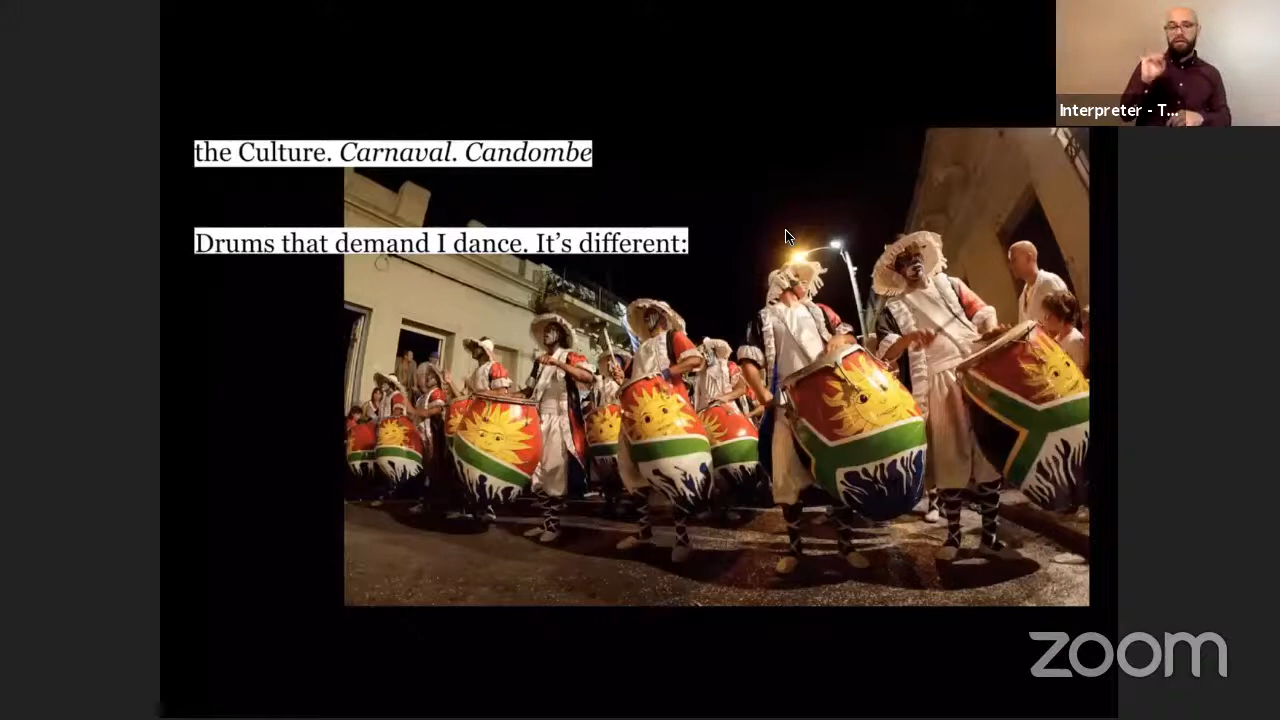 Interpreter - T...
the Culture. Carnaval. Candombe
Drums that demand I dance. It’s different:
zoom